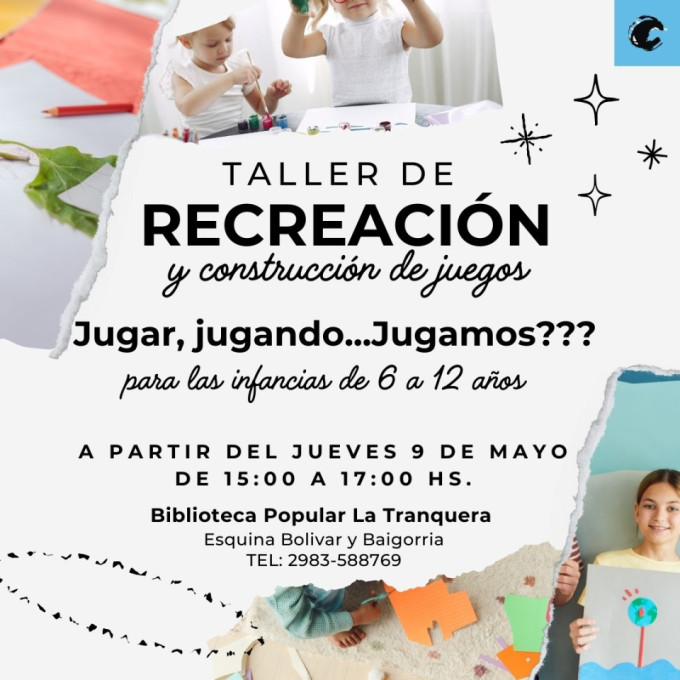 TALLER DE
RECREACIÓN
y construcción de juegos
Jugar, jugando...Jugamos???
para las infancias de 6 a 12 años
A PARTIR DEL JUEVES 9 DE MAYO
DE 15:00 A 17:00 HS.
Biblioteca Popular La Tranquera
Esquina Bolivar y Baigorria
TEL: 2983-588769